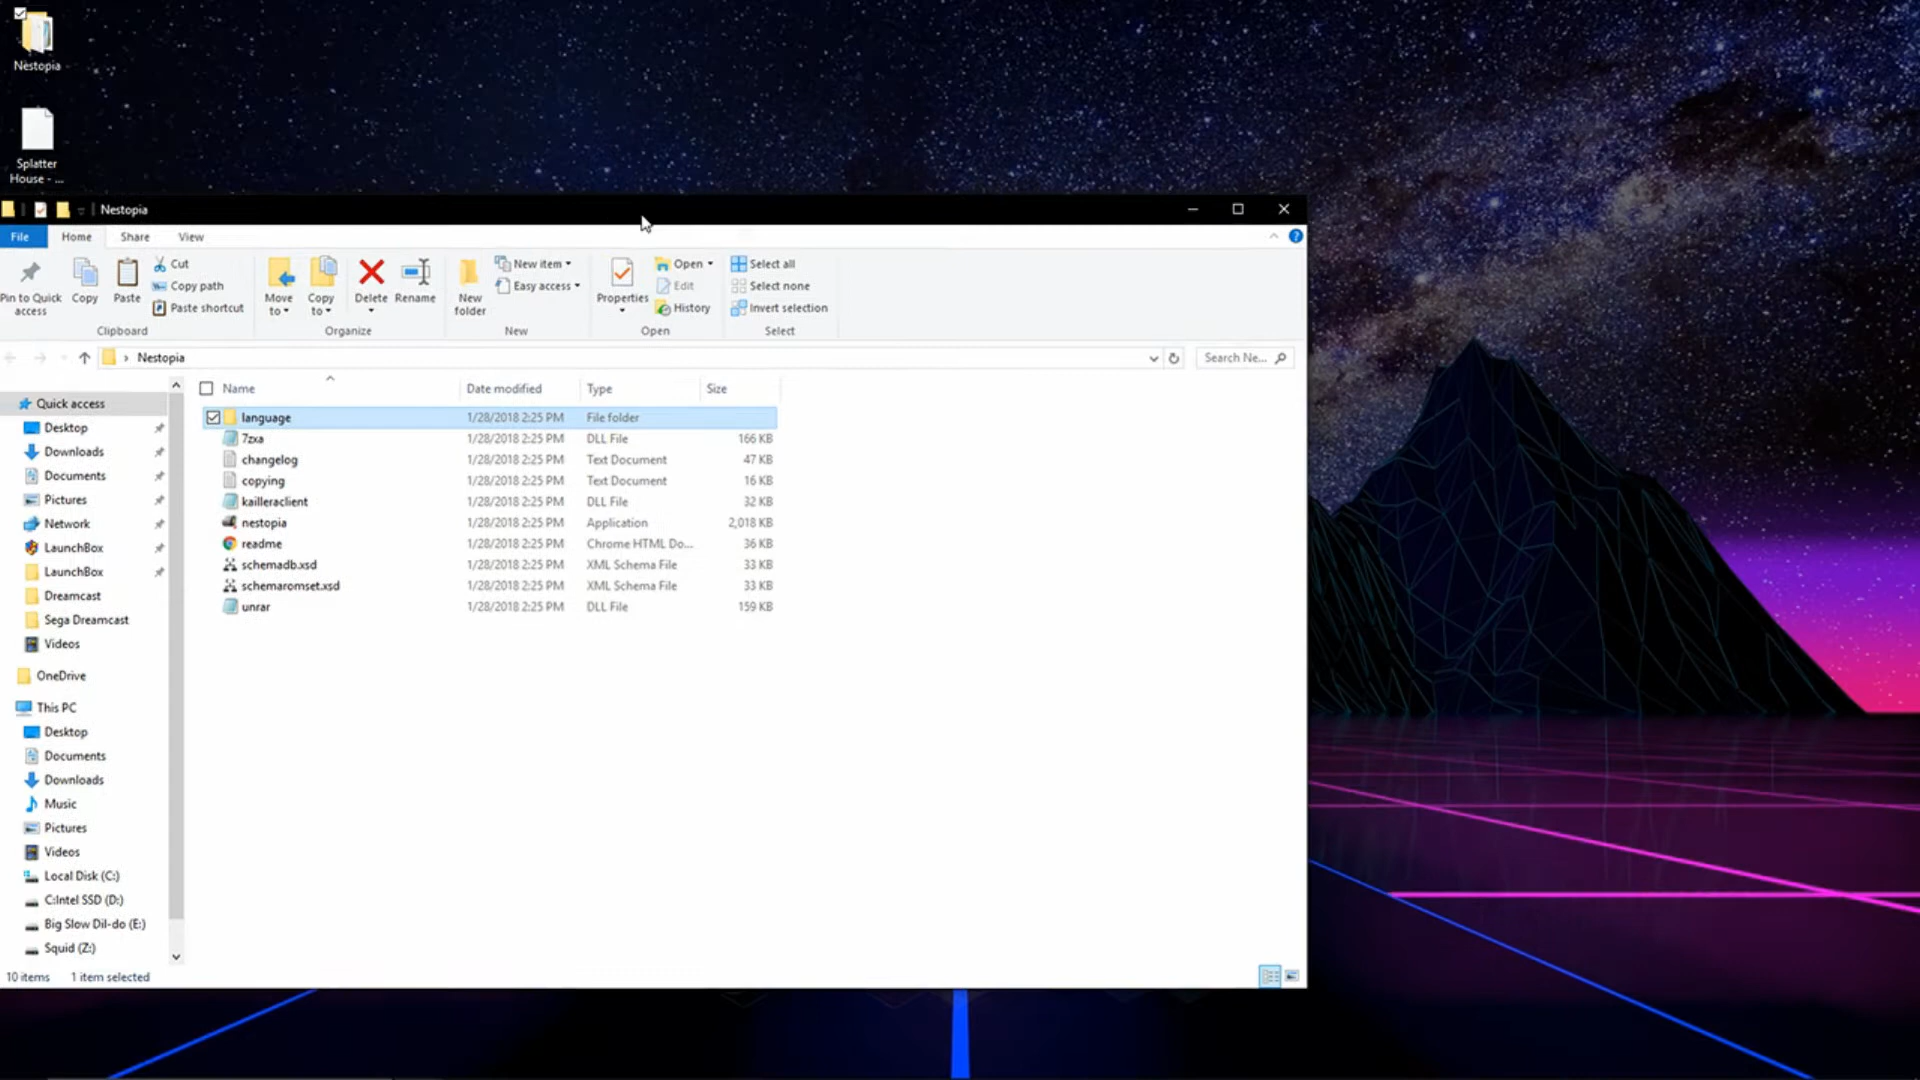 Nestopia
Splatter
House - ...
Nestopia
File Home Share View
Pin to Quick
access
Copy
Paste
Cut
Copy path
Paste shortcut
Clipboard
Move
to
Copy
to
Delete
Rename
Organize
New
folder
New item
Easy access
New
Properties
Open
Edit
History
Open
Select all
Select none
Invert selection
Select
Nestopia
Search Ne...
Name Date modified Type Size
language 1/28/2018 2:25 PM File folder
7zxa 1/28/2018 2:25 PM DLL File 166 KB
changelog 1/28/2018 2:25 PM Text Document 47 KB
copying 1/28/2018 2:25 PM Text Document 16 KB
kailleraclient 1/28/2018 2:25 PM DLL File 32 KB
nestopia 1/28/2018 2:25 PM Application 2,018 KB
readme 1/28/2018 2:25 PM Chrome HTML Do... 36 KB
schemadb.xsd 1/28/2018 2:25 PM XML Schema File 33 KB
schemaromset.xsd 1/28/2018 2:25 PM XML Schema File 33 KB
unrar 1/28/2018 2:25 PM DLL File 159 KB
Quick access
Desktop
Downloads
Documents
Pictures
Network
LaunchBox
LaunchBox
Dreamcast
Sega Dreamcast
Videos
OneDrive
This PC
Desktop
Documents
Downloads
Music
Pictures
Videos
Local Disk (C:)
C:Intel SSD (D:)
Big Slow Dil-do (E:)
Squid (Z:)
10 items 1 item selected